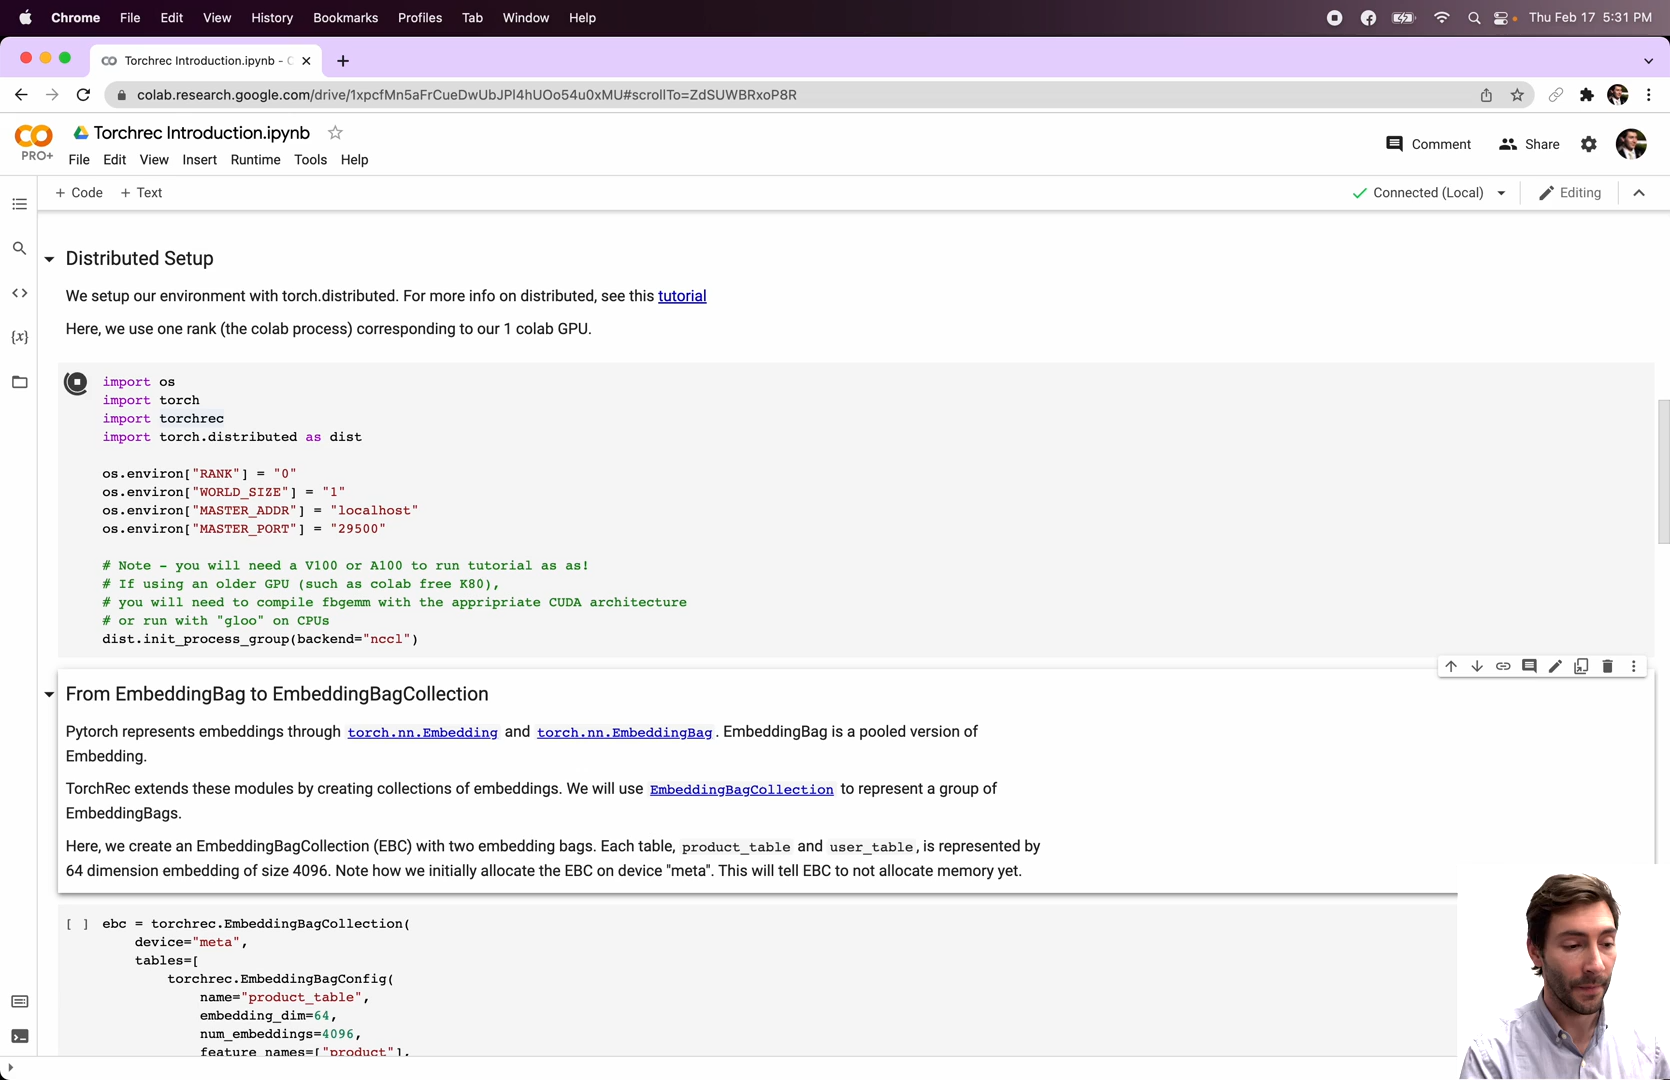 Chrome File Edit View History Bookmarks Profiles Tab Window Help Thu Feb 17 5:31 PM
Torchrec Introduction.ipynb -
colab.research.google.com/drive/1xpcfMn5aFrCueDwUbJPl4hUOo54u0xMU#scrollTo=ZdSUWBRxoP8R
CO PRO+
Torchrec Introduction.ipynb
File Edit View Insert Runtime Tools Help
Comment Share
+ Code + Text
Connected (Local) Editing
Distributed Setup
We setup our environment with torch.distributed. For more info on distributed, see this tutorial
Here, we use one rank (the colab process) corresponding to our 1 colab GPU.
import os
import torch
import torchrec
import torch.distributed as dist
os.environ["RANK"] = "0"
os.environ["WORLD_SIZE"] = "1"
os.environ["MASTER_ADDR"] = "localhost"
os.environ["MASTER_PORT"] = "29500"
# Note - you will need a V100 or A100 to run tutorial as as!
# If using an older GPU (such as colab free K80),
# you will need to compile fbgemm with the appripriate CUDA architecture
# or run with "gloo" on CPUs
dist.init_process_group(backend="nccl")
From EmbeddingBag to EmbeddingBagCollection
Pytorch represents embeddings through torch.nn.Embedding and torch.nn.EmbeddingBag. EmbeddingBag is a pooled version of
Embedding.
TorchRec extends these modules by creating collections of embeddings. We will use EmbeddingBagCollection to represent a group of
EmbeddingBags.
Here, we create an EmbeddingBagCollection (EBC) with two embedding bags. Each table, product_table and user_table, is represented by
64 dimension embedding of size 4096. Note how we initially allocate the EBC on device "meta". This will tell EBC to not allocate memory yet.
[ ] ebc = torchrec.EmbeddingBagCollection(
device="meta",
tables=[
torchrec.EmbeddingBagConfig(
name="product_table",
embedding_dim=64,
num_embeddings=4096,
feature_names=["product"],